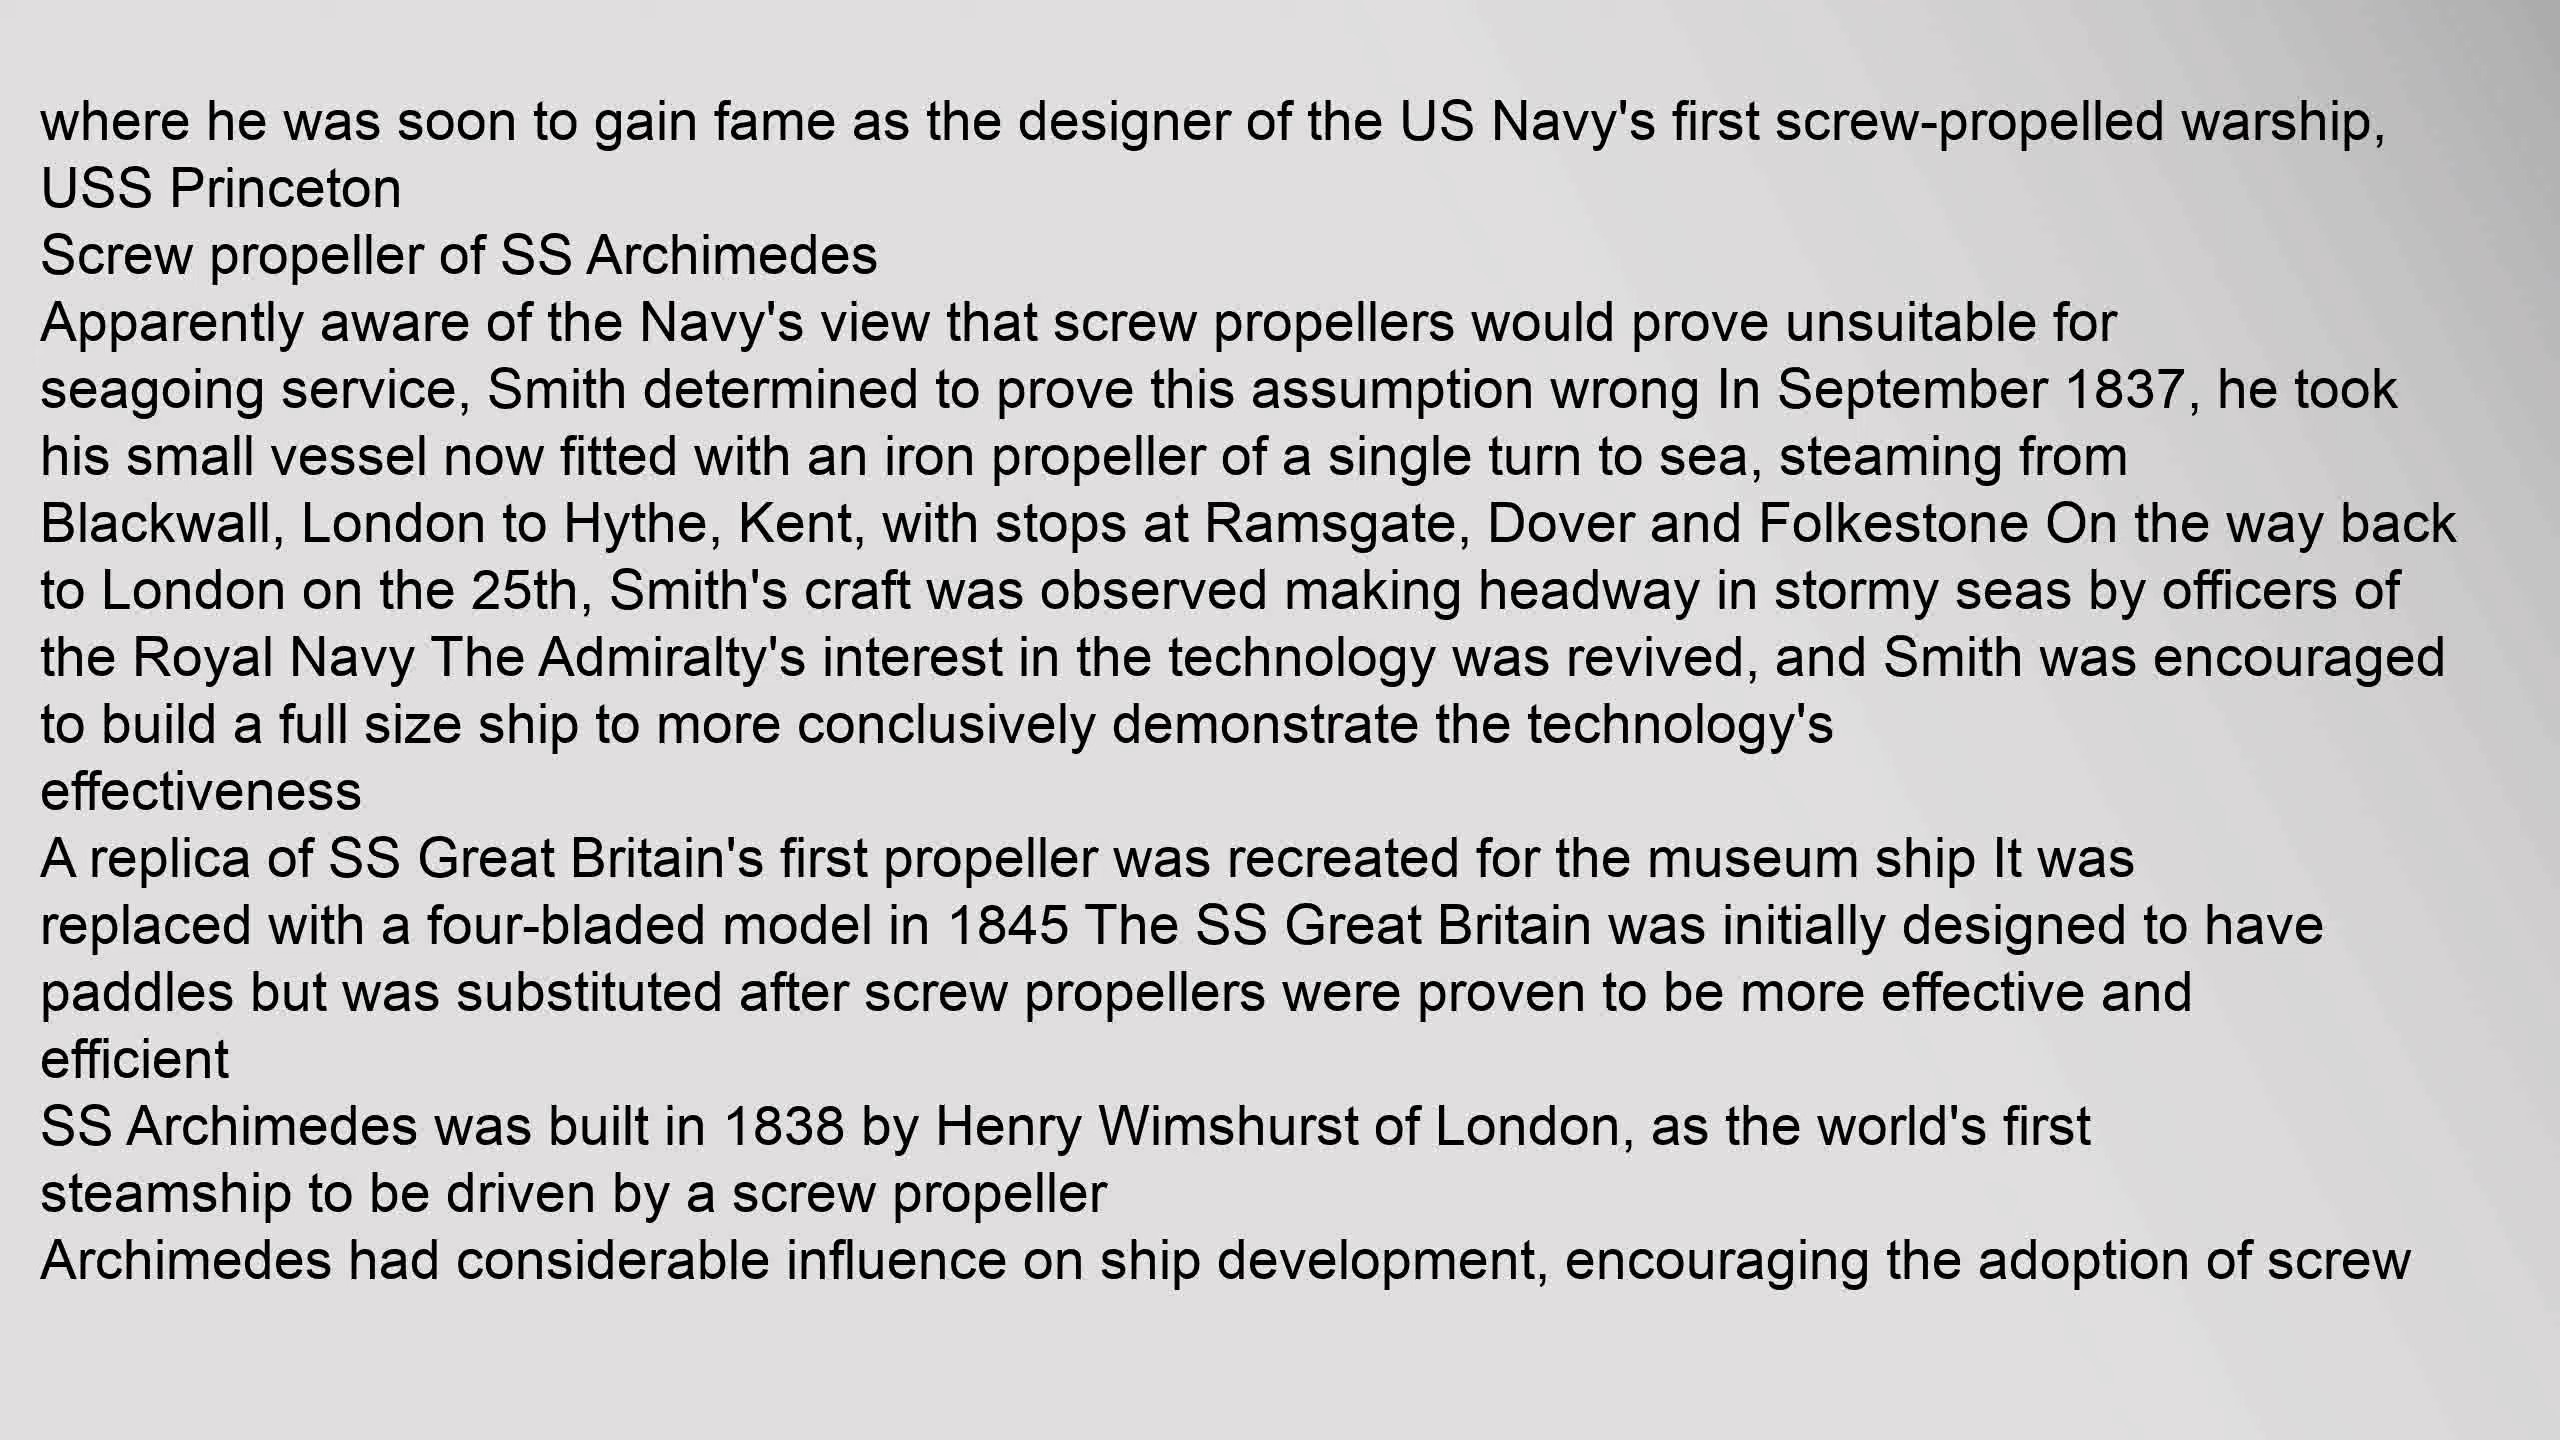 where he was soon to gain fame as the designer of the US Navy's first screw-propelled warship,
USS Princeton
Screw propeller of SS Archimedes
Apparently aware of the Navy's view that screw propellers would prove unsuitable for
seagoing service, Smith determined to prove this assumption wrong In September 1837, he took
his small vessel now fitted with an iron propeller of a single turn to sea, steaming from
Blackwall, London to Hythe, Kent, with stops at Ramsgate, Dover and Folkestone On the way back
to London on the 25th, Smith's craft was observed making headway in stormy seas by officers of
the Royal Navy The Admiralty's interest in the technology was revived, and Smith was encouraged
to build a full size ship to more conclusively demonstrate the technology's
effectiveness
A replica of SS Great Britain's first propeller was recreated for the museum ship It was
replaced with a four-bladed model in 1845 The SS Great Britain was initially designed to have
paddles but was substituted after screw propellers were proven to be more effective and
efficient
SS Archimedes was built in 1838 by Henry Wimshurst of London, as the world's first
steamship to be driven by a screw propeller
Archimedes had considerable influence on ship development, encouraging the adoption of screw